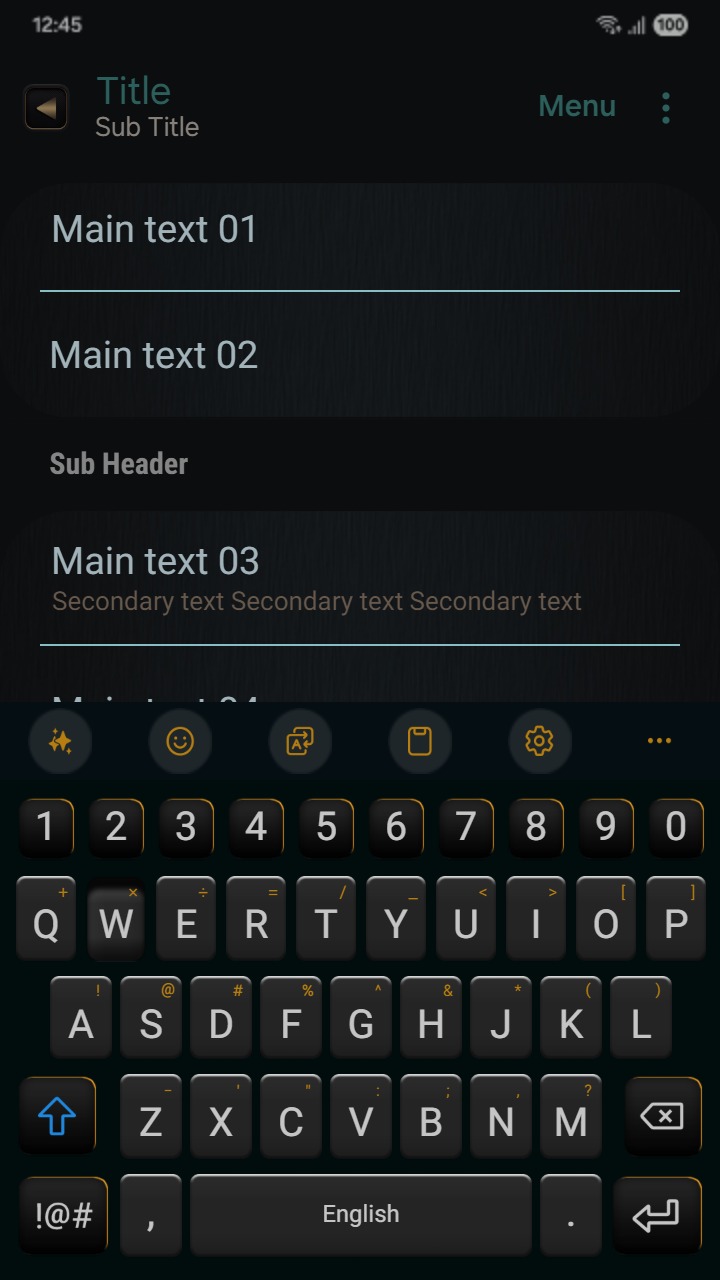 12:45 100
Title
Sub Title
Menu
Main text 01
Main text 02
Sub Header
Main text 03
Secondary text Secondary text Secondary text
1 2 3 4 5 6 7 8 9 0
+ × ÷ = / _ < > [ ]
Q W E R T Y U I O P
! @ # % ^ & * ( )
A S D F G H J K L
- ' " : ; , ?
Z X C V B N M
!@# , English .